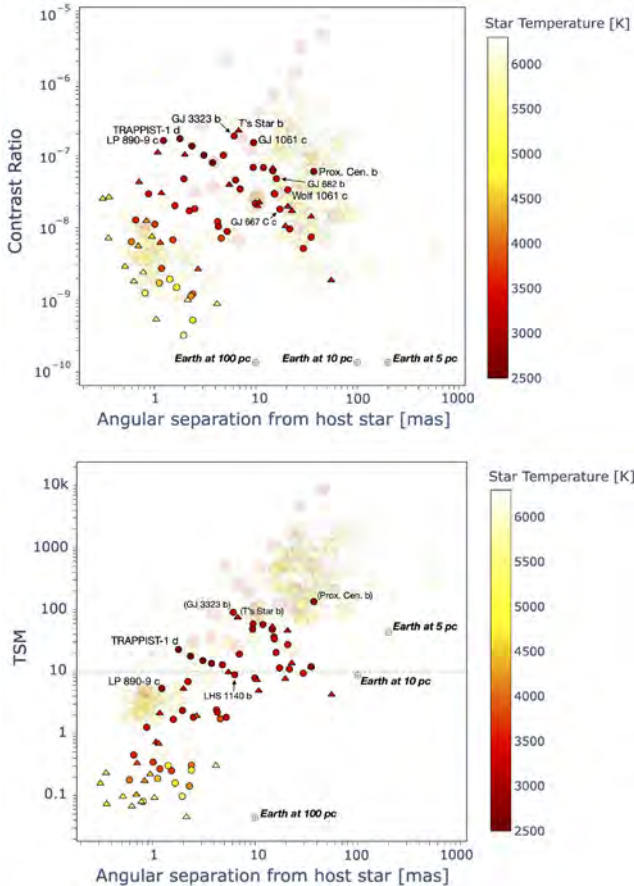 Star Temperature [K]
10⁻⁵
10⁻⁶
10⁻⁷
10⁻⁸
10⁻⁹
10⁻¹⁰
Contrast Ratio
GJ 3323 b
TRAPPIST-1 d
T's Star b
LP 890-9 c
GJ 1061 c
Prox. Cen. b
GJ 682 b
Wolf 1061 c
GJ 667 C c
Earth at 100 pc
Earth at 10 pc
Earth at 5 pc
1
10
100
1000
Angular separation from host star [mas]
6000
5500
5000
4500
4000
3500
3000
2500
Star Temperature [K]
10k
1000
100
10
1
0.1
TSM
(GJ 3323 b)
(T's Star b)
(Prox. Cen. b)
TRAPPIST-1 d
Earth at 5 pc
LP 890-9 c
LHS 1140 b
Earth at 10 pc
Earth at 100 pc
1
10
100
1000
Angular separation from host star [mas]
6000
5500
5000
4500
4000
3500
3000
2500